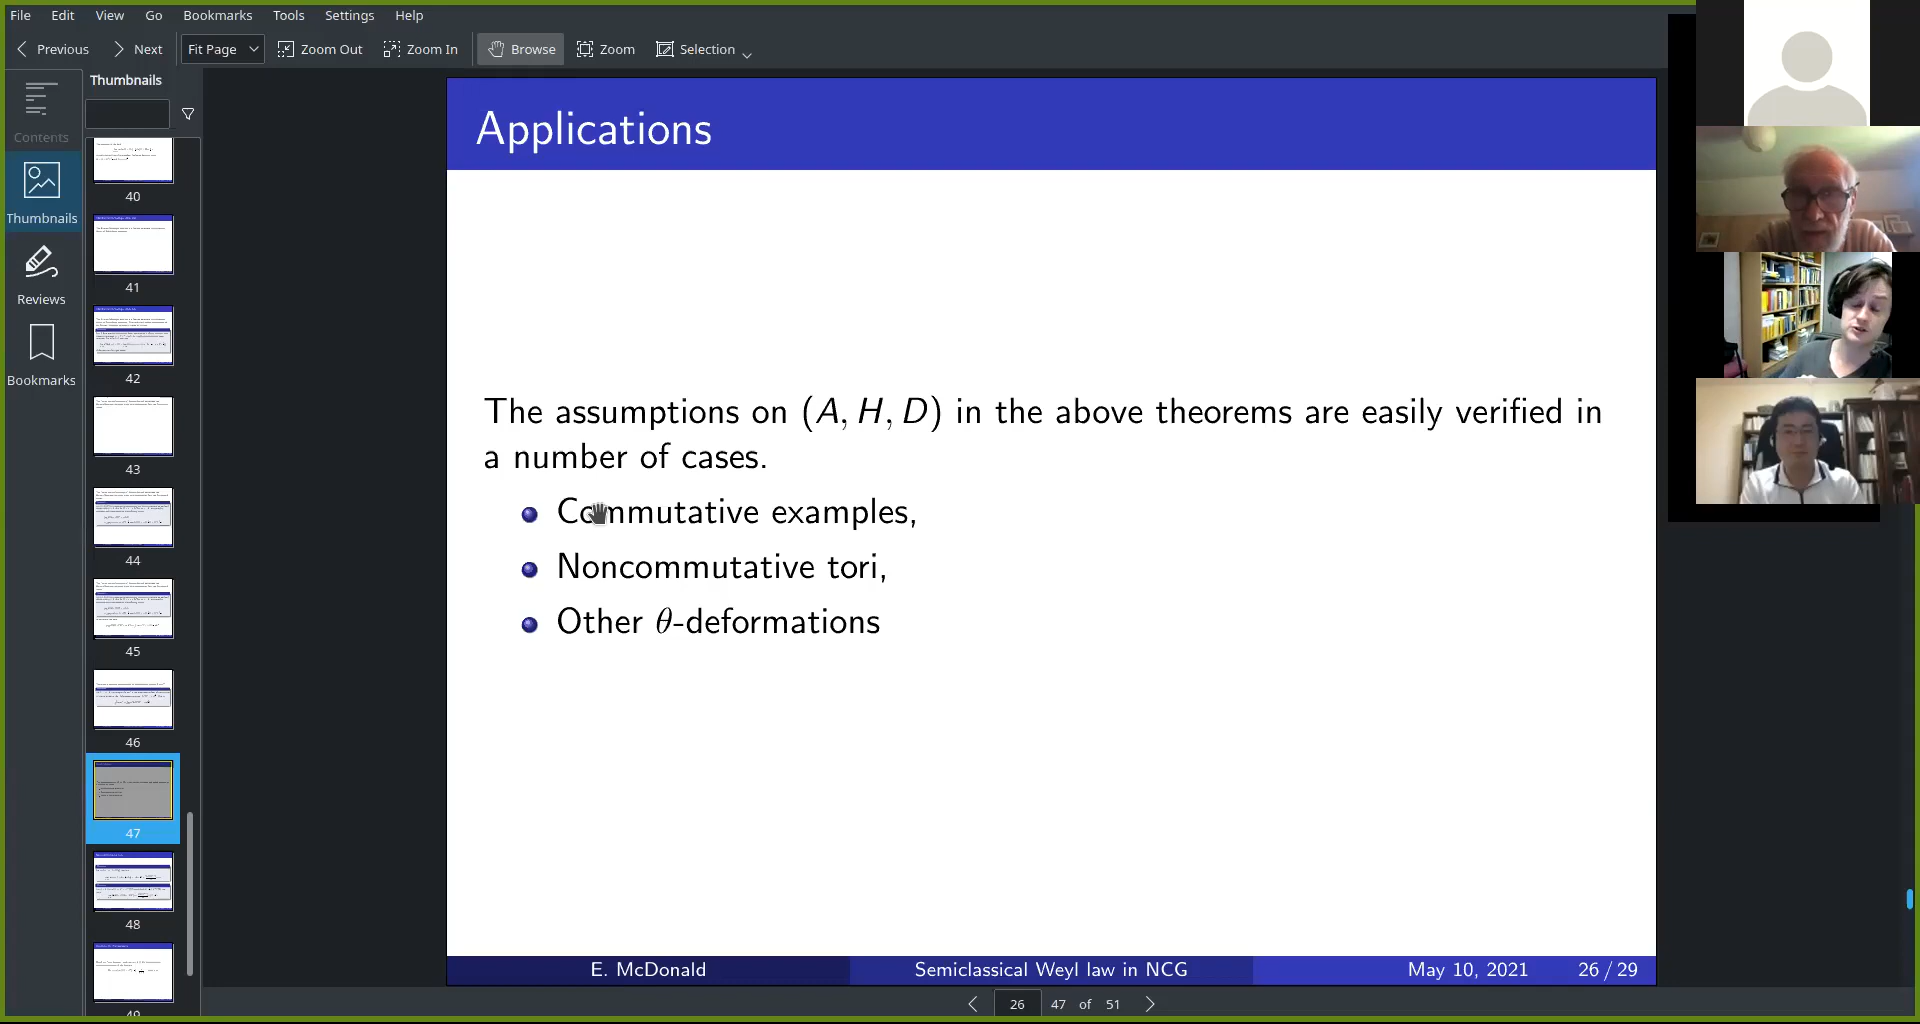 File Edit View Go Bookmarks Tools Settings Help
Previous Next Fit Page Zoom Out Zoom In Browse Zoom Selection
Contents
Thumbnails
Reviews
Bookmarks
Thumbnails
40
41
42
43
44
45
46
47
48
49
Applications
The assumptions on (A, H, D) in the above theorems are easily verified in
a number of cases.
Commutative examples,
Noncommutative tori,
Other θ-deformations
E. McDonald Semiclassical Weyl law in NCG May 10, 2021 26 / 29
26 47 of 51